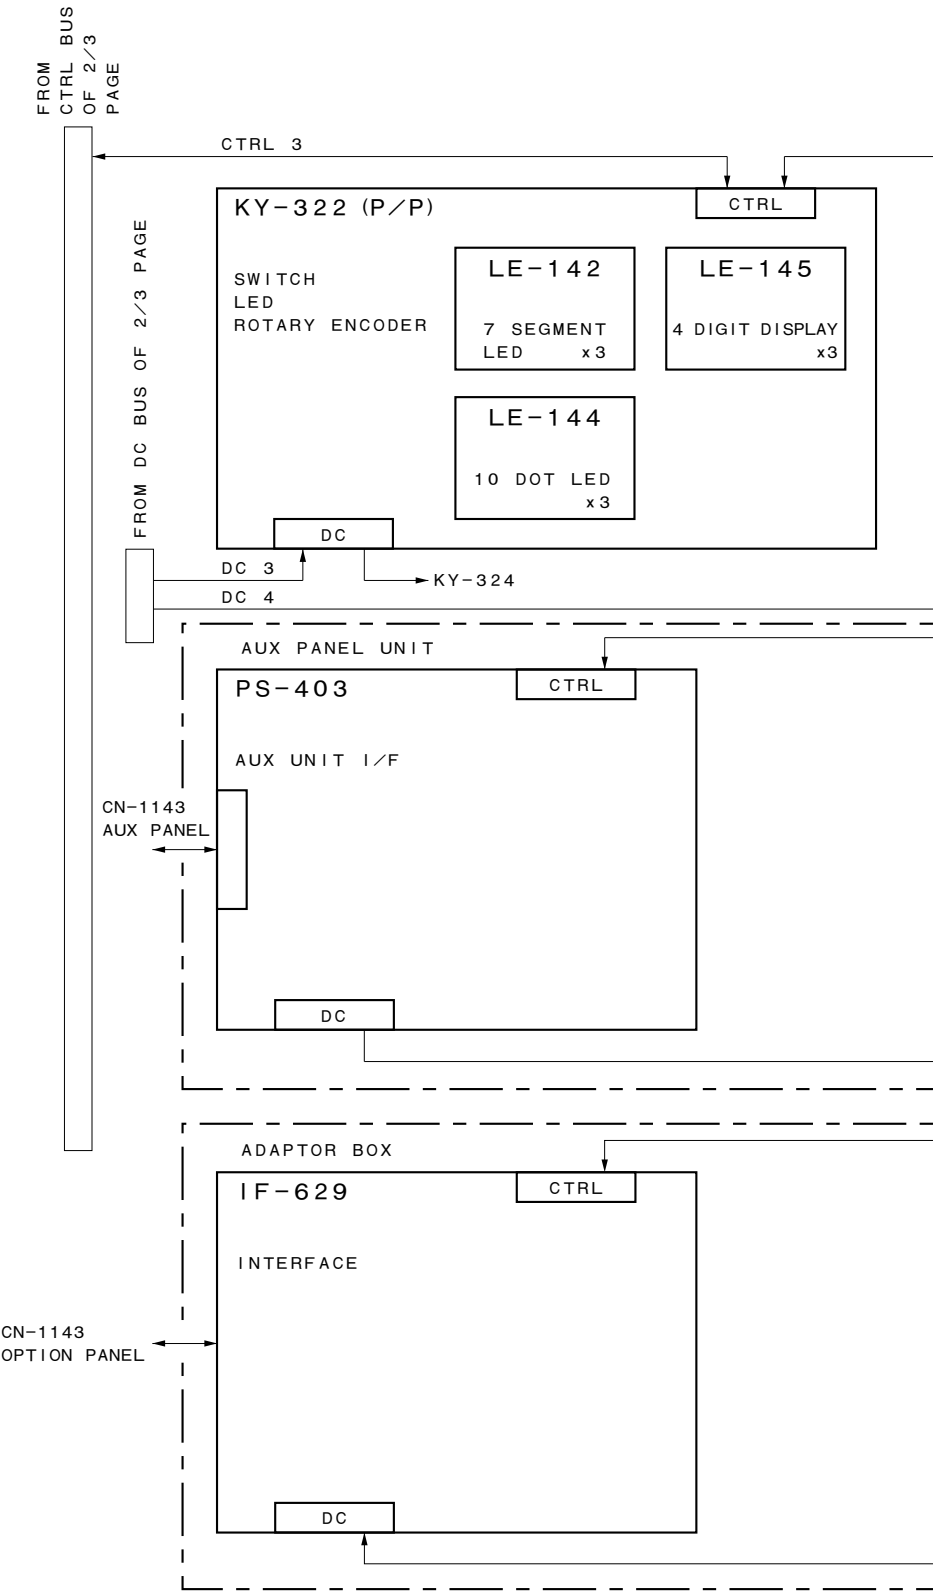 FROM
CTRL BUS
OF 2/3
PAGE
CTRL 3
KY-322 (P/P)
CTRL
FROM DC BUS OF 2/3 PAGE
SWITCH
LED
ROTARY ENCODER
LE-142
7 SEGMENT
LED x3
LE-145
4 DIGIT DISPLAY
x3
LE-144
10 DOT LED
x3
DC
DC 3
KY-324
DC 4
AUX PANEL UNIT
PS-403
CTRL
AUX UNIT I/F
CN-1143
AUX PANEL
DC
ADAPTOR BOX
IF-629
CTRL
INTERFACE
CN-1143
OPTION PANEL
DC